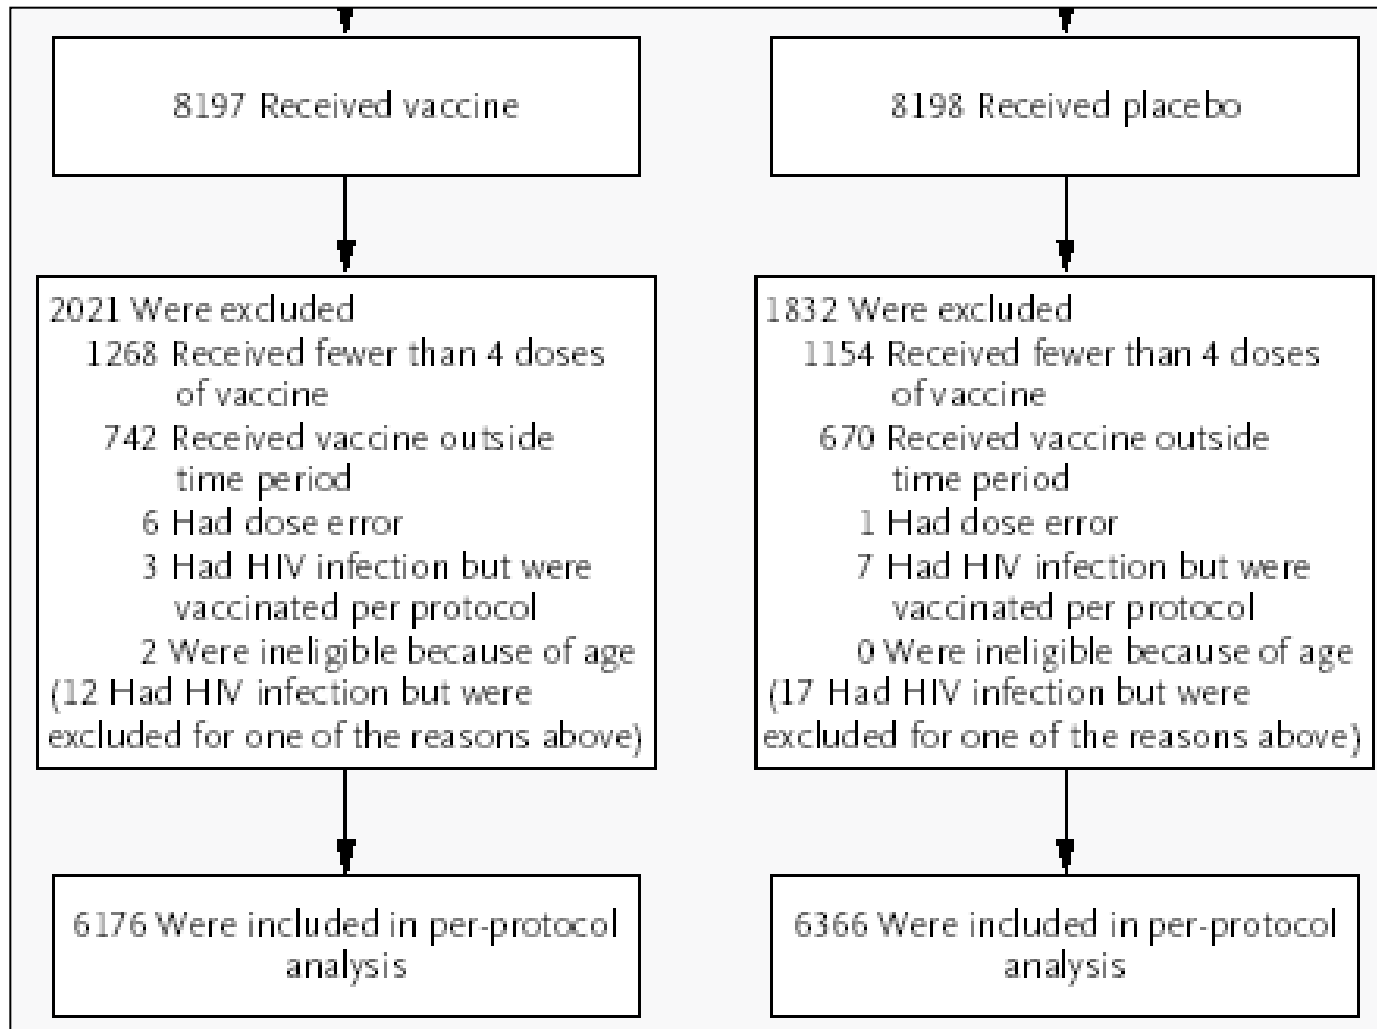 8197 Received vaccine
8198 Received placebo
2021 Were excluded
1268 Received fewer than 4 doses
of vaccine
742 Received vaccine outside
time period
6 Had dose error
3 Had HIV infection but were
vaccinated per protocol
2 Were ineligible because of age
(12 Had HIV infection but were
excluded for one of the reasons above)
1832 Were excluded
1154 Received fewer than 4 doses
of vaccine
670 Received vaccine outside
time period
1 Had dose error
7 Had HIV infection but were
vaccinated per protocol
0 Were ineligible because of age
(17 Had HIV infection but were
excluded for one of the reasons above)
6176 Were included in per-protocol
analysis
6366 Were included in per-protocol
analysis